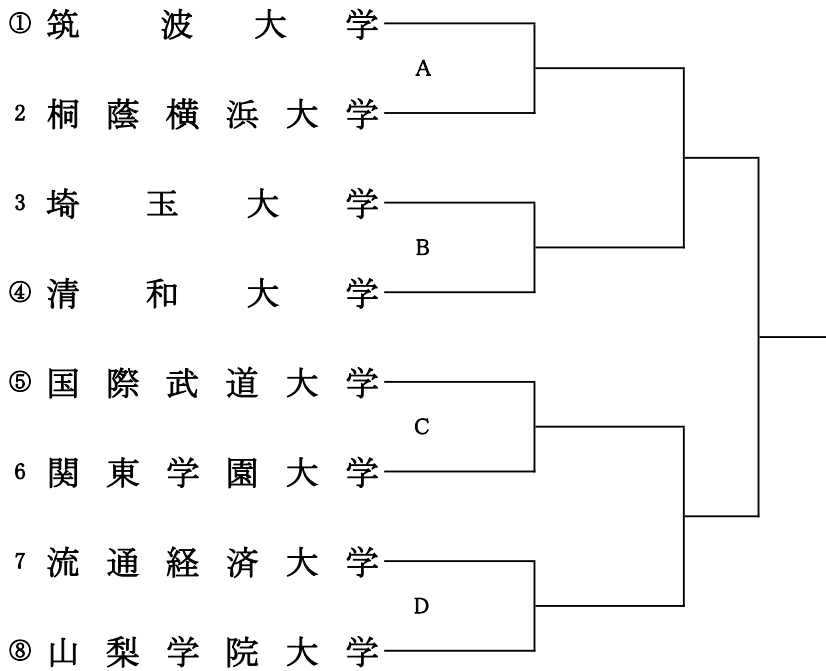 ① 筑波大学
A
2 桐蔭横浜大学
3 埼玉大学
B
④ 清和大学
⑤ 国際武道大学
C
6 関東学園大学
7 流通経済大学
D
⑧ 山梨学院大学